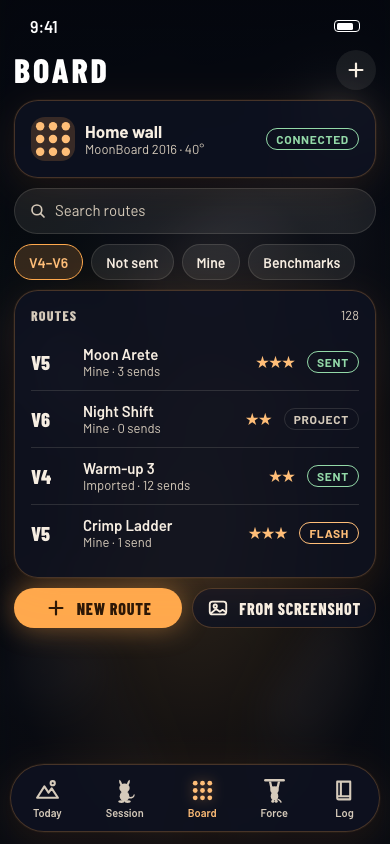 9:41
BOARD
Home wall
MoonBoard 2016 · 40°
CONNECTED
Search routes
V4–V6
Not sent
Mine
Benchmarks
ROUTES
128
V5
Moon Arete
Mine · 3 sends
★★★
SENT
V6
Night Shift
Mine · 0 sends
★★
PROJECT
V4
Warm-up 3
Imported · 12 sends
★★
SENT
V5
Crimp Ladder
Mine · 1 send
★★★
FLASH
NEW ROUTE
FROM SCREENSHOT
Today
Session
Board
Force
Log